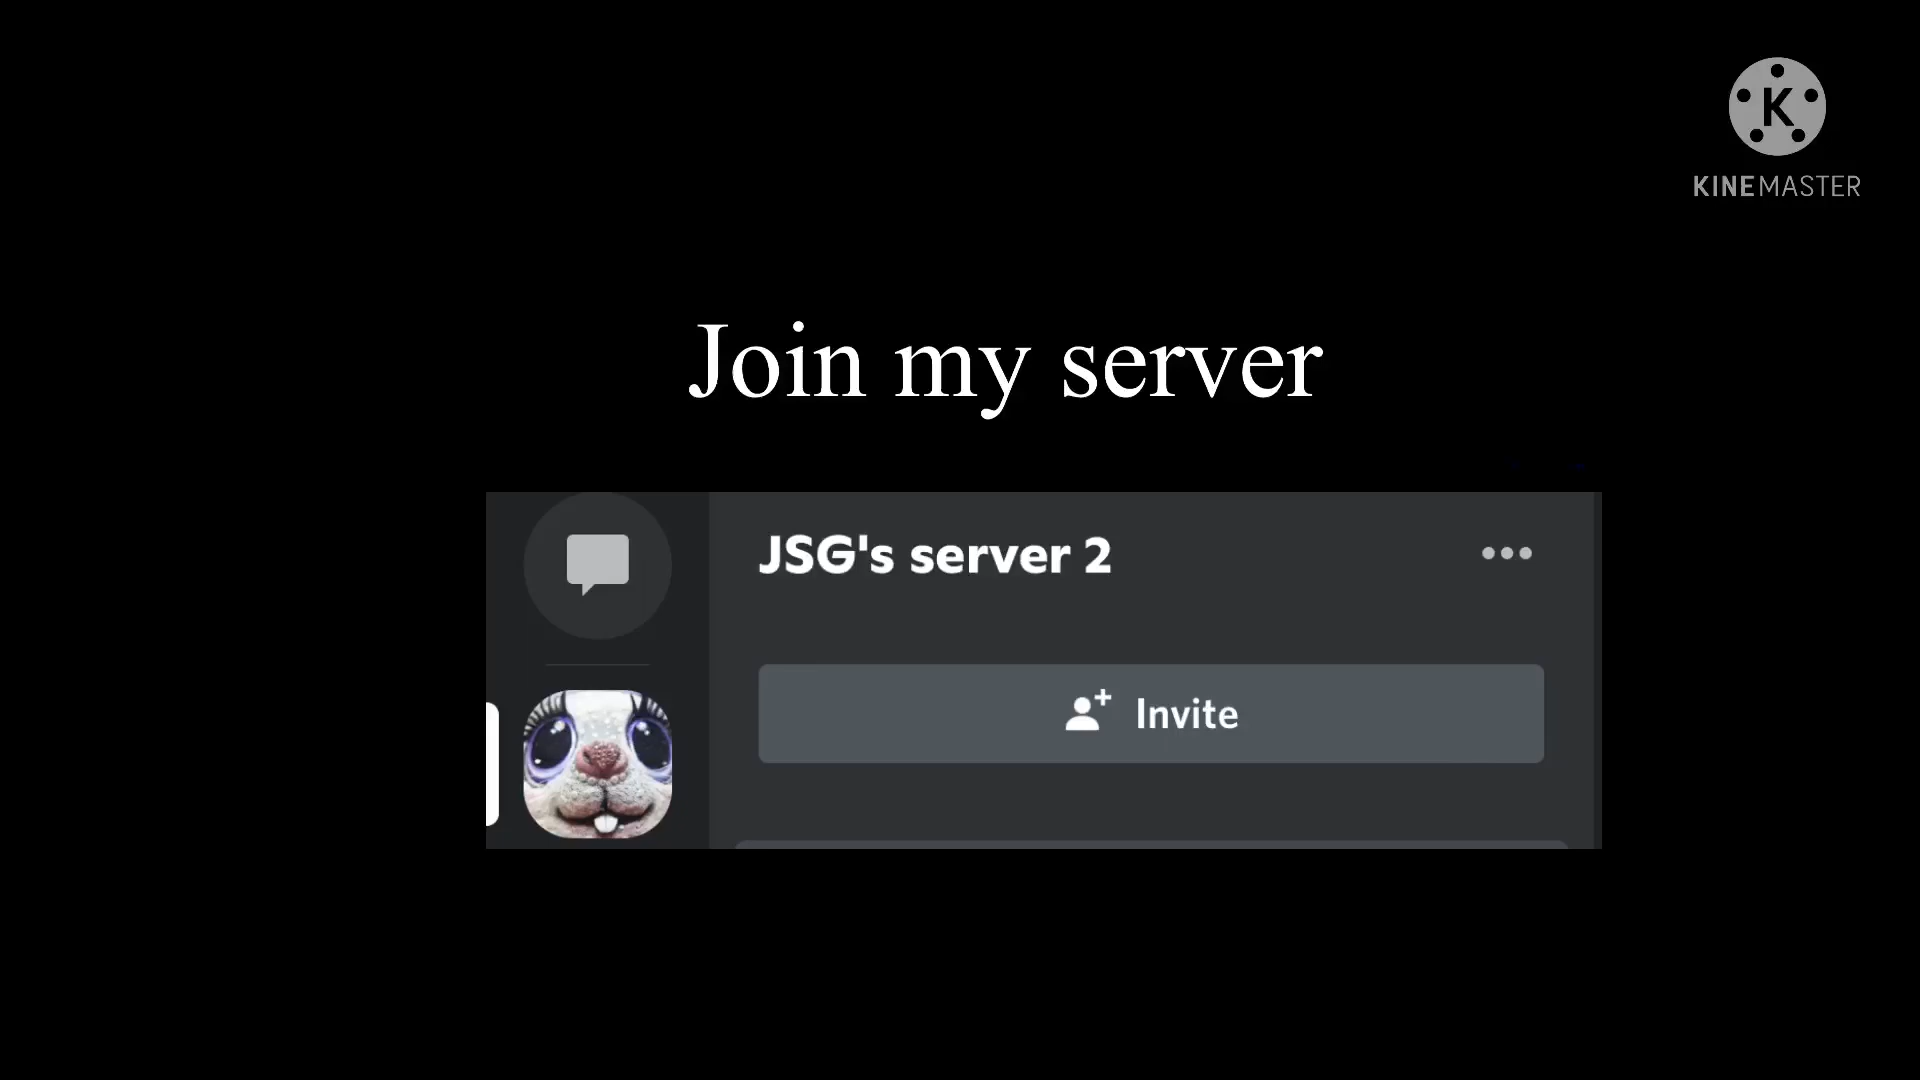 K
KINEMASTER
Join my server
JSG's server 2
Invite